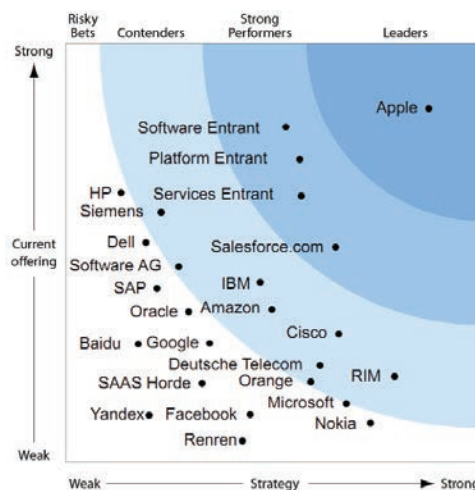 Risky
Bets
Contenders
Strong
Performers
Leaders
Strong
Apple
Software Entrant
Platform Entrant
HP
Services Entrant
Siemens
Current
offering
Dell
Salesforce.com
Software AG
SAP
IBM
Oracle
Amazon
Cisco
Baidu
Google
Deutsche Telecom
SAAS Horde
Orange
RIM
Microsoft
Yandex
Facebook
Nokia
Renren
Weak
Weak
Strategy
Strong